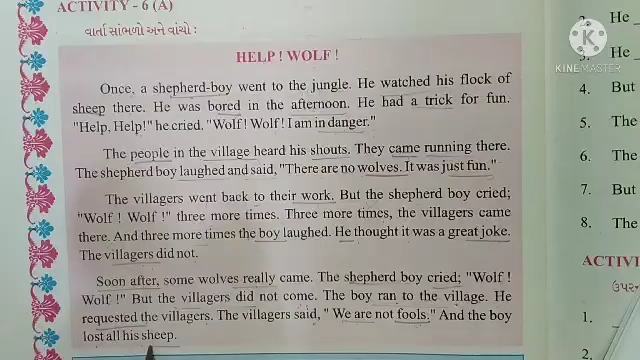 ACTIVITY - 6 (A)
વાર્તા સાંભળો અને વાંચો :
HELP ! WOLF !
Once, a shepherd-boy went to the jungle. He watched his flock of
sheep there. He was bored in the afternoon. He had a trick for fun.
"Help, Help!" he cried. "Wolf ! Wolf ! I am in danger."
The people in the village heard his shouts. They came running there.
The shepherd boy laughed and said, "There are no wolves. It was just fun."
The villagers went back to their work. But the shepherd boy cried;
"Wolf ! Wolf !" three more times. Three more times, the villagers came
there. And three more times the boy laughed. He thought it was a great joke.
The villagers did not.
Soon after, some wolves really came. The shepherd boy cried; "Wolf !
Wolf !" But the villagers did not come. The boy ran to the village. He
requested the villagers. The villagers said, " We are not fools." And the boy
lost all his sheep.
2. He
3. He
4. But
5. The
6. The
7. But
8. The
ACTIVI
ઉપર
1.
2.
KINEMASTER